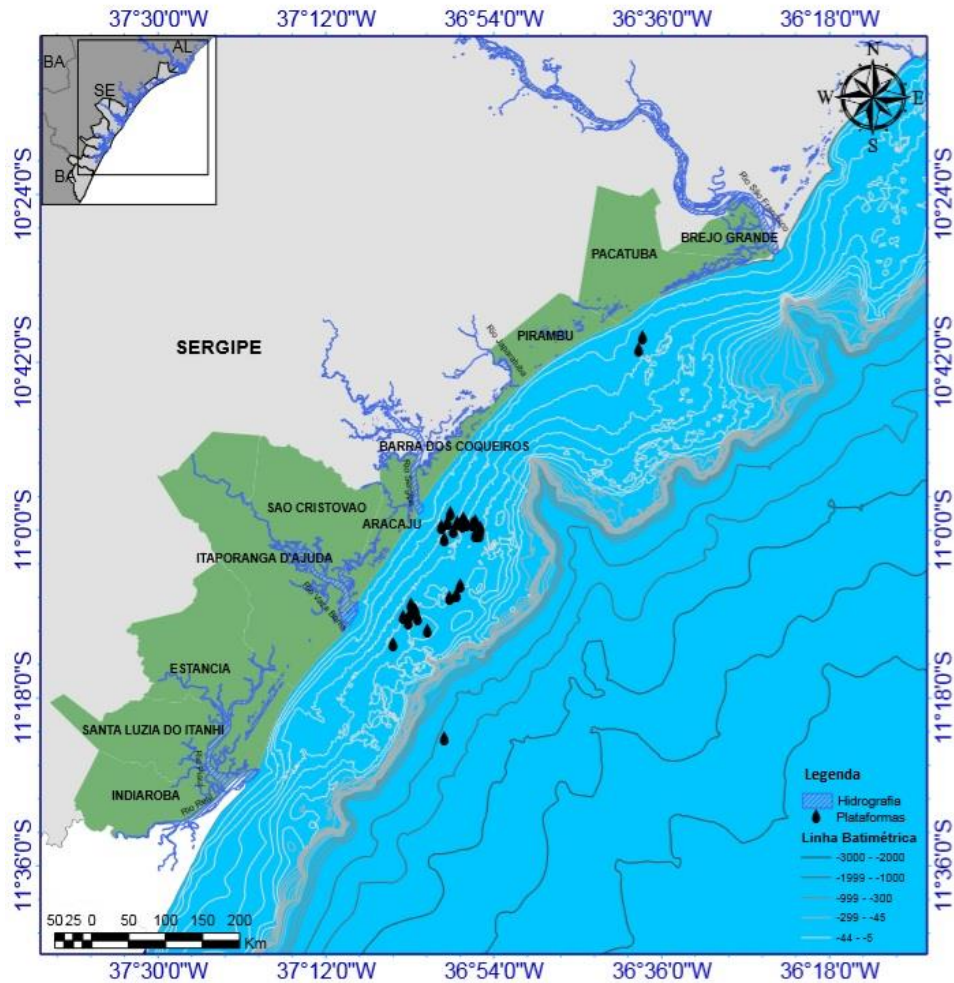 37°30'0"W 37°12'0"W 36°54'0"W 36°36'0"W 36°18'0"W
BA
AL
SE
BA
N
W E
S
10°24'0"S 10°24'0"S
Rio São Francisco
BREJO GRANDE
PACATUBA
PIRAMBU
SERGIPE
Rio Japaratuba
10°42'0"S 10°42'0"S
BARRA DOS COQUEIROS
Rio Sergipe
SAO CRISTOVAO
ARACAJU
11°0'0"S 11°0'0"S
ITAPORANGA D'AJUDA
Rio Vaza Barris
ESTANCIA
11°18'0"S 11°18'0"S
SANTA LUZIA DO ITANHI
Rio Piauí
INDIAROBA
Rio Real
Legenda
Hidrografia
Plataformas
Linha Batimétrica
-3000 - -2000
-1999 - -1000
-999 - -300
-299 - -45
-44 - -5
11°36'0"S 11°36'0"S
50 25 0 50 100 150 200
Km
37°30'0"W 37°12'0"W 36°54'0"W 36°36'0"W 36°18'0"W